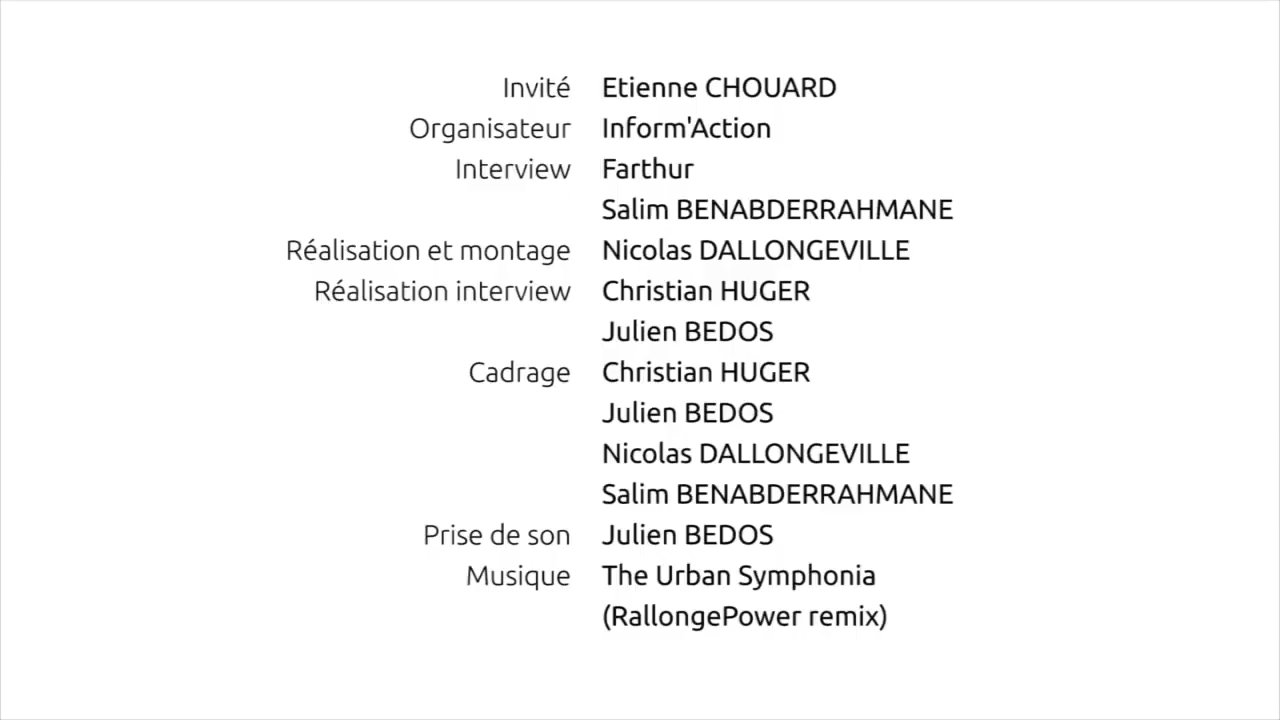 Invité Etienne CHOUARD
Organisateur Inform'Action
Interview Farthur
Salim BENABDERRAHMANE
Réalisation et montage Nicolas DALLONGEVILLE
Réalisation interview Christian HUGER
Julien BEDOS
Cadrage Christian HUGER
Julien BEDOS
Nicolas DALLONGEVILLE
Salim BENABDERRAHMANE
Prise de son Julien BEDOS
Musique The Urban Symphonia
(RallongePower remix)